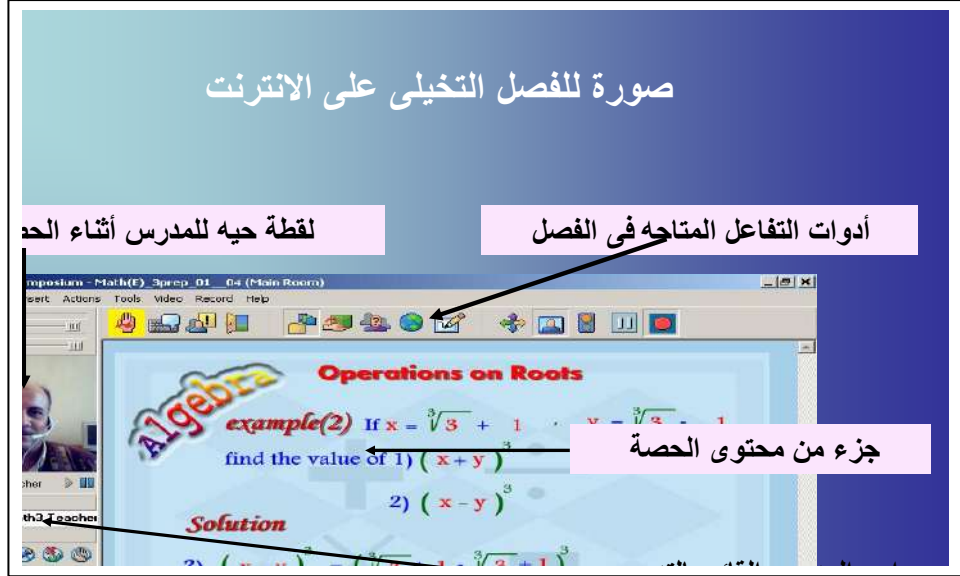 صورة للفصل التخيلى على الانترنت
أدوات التفاعل المتاحه فى الفصل
لقطة حيه للمدرس أثناء
mposium - Math(E)_3prep_01__04 (Main Room)
sert Actions Tools Video Record Help
Algebra
Operations on Roots
example(2) If x = ∛3 + 1 , y = ∛3 - 1
جزء من محتوى الحصة
find the value of 1) ( x + y )³
2) ( x - y )³
cher
th3 Teacher
Solution